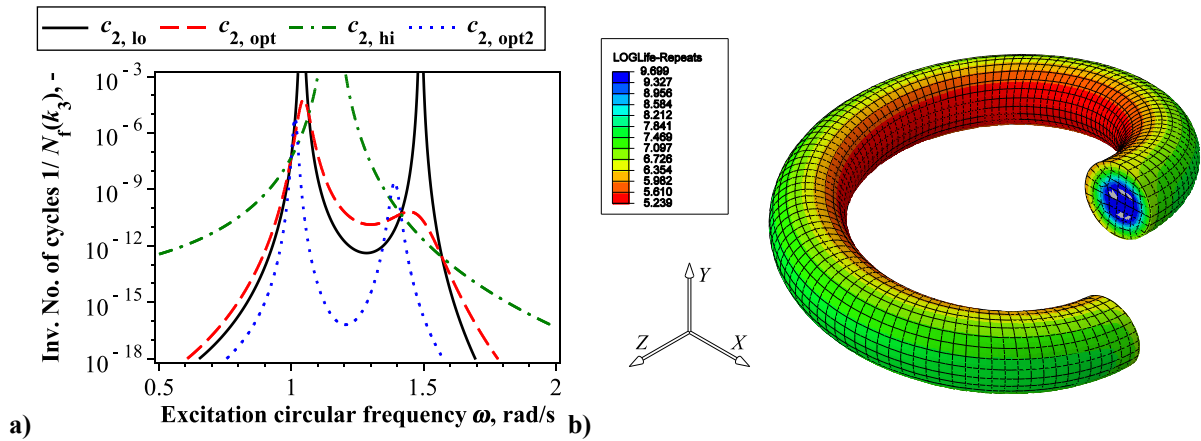 c2, lo c2, opt c2, hi c2, opt2
Inv. No. of cycles 1/ Nf(k3), -
10-3
10-6
10-9
10-12
10-15
10-18
0.5 1 1.5 2
Excitation circular frequency ω, rad/s
a)
LOGLife-Repeats
9.699
9.327
8.956
8.584
8.212
7.841
7.469
7.097
6.726
6.354
5.982
5.610
5.239
Y
Z X
b)